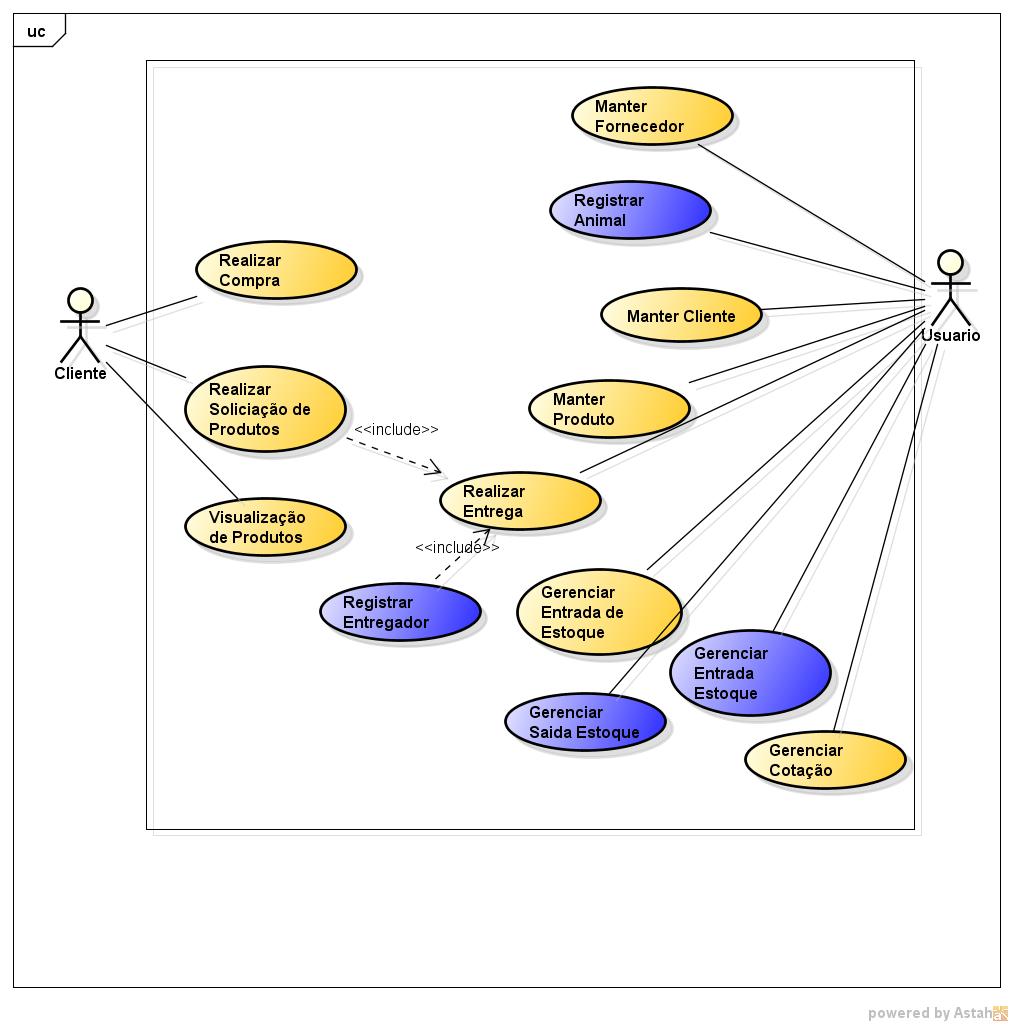 uc
Manter
Fornecedor
Registrar
Animal
Realizar
Compra
Manter Cliente
Usuario
Cliente
Realizar
Soliciação de
Produtos
Manter
Produto
<<include>>
Realizar
Entrega
Visualização
de Produtos
<<include>>
Registrar
Entregador
Gerenciar
Entrada de
Estoque
Gerenciar
Entrada
Estoque
Gerenciar
Saida Estoque
Gerenciar
Cotação
powered by Astah